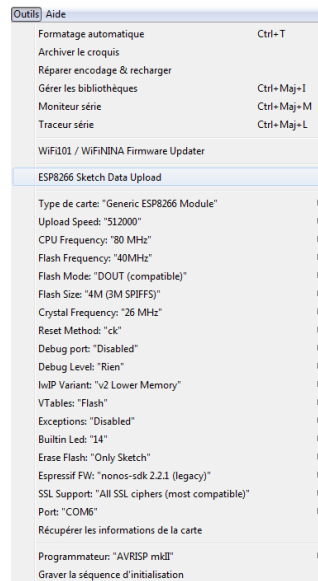 Outils Aide
Formatage automatique Ctrl+T
Archiver le croquis
Réparer encodage & recharger
Gérer les bibliothèques Ctrl+Maj+I
Moniteur série Ctrl+Maj+M
Traceur série Ctrl+Maj+L
WiFi101 / WiFiNINA Firmware Updater
ESP8266 Sketch Data Upload
Type de carte: "Generic ESP8266 Module"
Upload Speed: "512000"
CPU Frequency: "80 MHz"
Flash Frequency: "40MHz"
Flash Mode: "DOUT (compatible)"
Flash Size: "4M (3M SPIFFS)"
Crystal Frequency: "26 MHz"
Reset Method: "ck"
Debug port: "Disabled"
Debug Level: "Rien"
lwIP Variant: "v2 Lower Memory"
VTables: "Flash"
Exceptions: "Disabled"
Builtin Led: "14"
Erase Flash: "Only Sketch"
Espressif FW: "nonos-sdk 2.2.1 (legacy)"
SSL Support: "All SSL ciphers (most compatible)"
Port: "COM6"
Récupérer les informations de la carte
Programmateur: "AVRISP mkII"
Graver la séquence d'initialisation